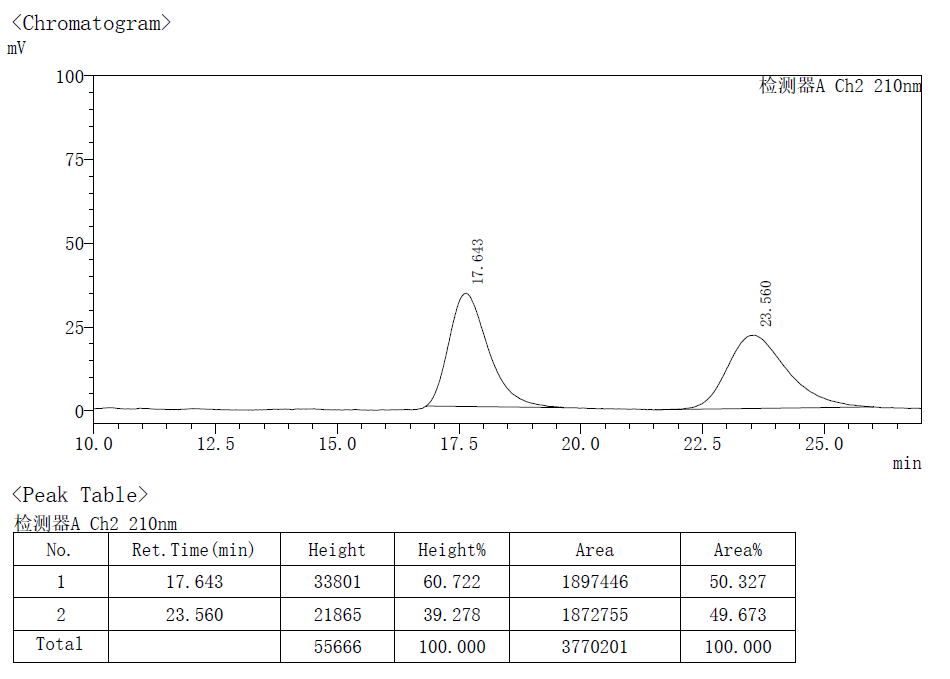 <Chromatogram>
mV
100
检测器A Ch2 210nm
75
50
17.643
23.560
25
0
10.0 12.5 15.0 17.5 20.0 22.5 25.0
min
<Peak Table>
检测器A Ch2 210nm
No. Ret.Time(min) Height Height% Area Area%
1 17.643 33801 60.722 1897446 50.327
2 23.560 21865 39.278 1872755 49.673
Total 55666 100.000 3770201 100.000